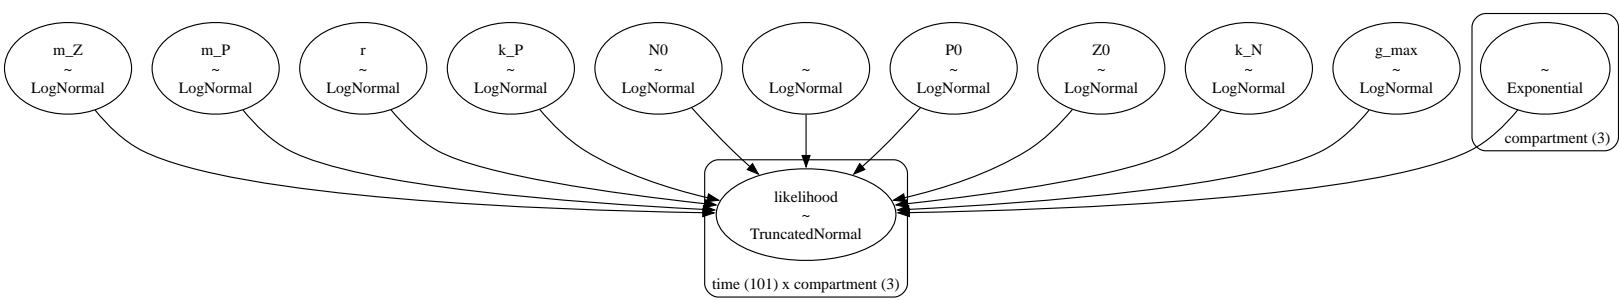 m_Z
~
LogNormal
m_P
~
LogNormal
r
~
LogNormal
k_P
~
LogNormal
N0
~
LogNormal
~
LogNormal
P0
~
LogNormal
Z0
~
LogNormal
k_N
~
LogNormal
g_max
~
LogNormal
~
Exponential
compartment (3)
likelihood
~
TruncatedNormal
time (101) x compartment (3)